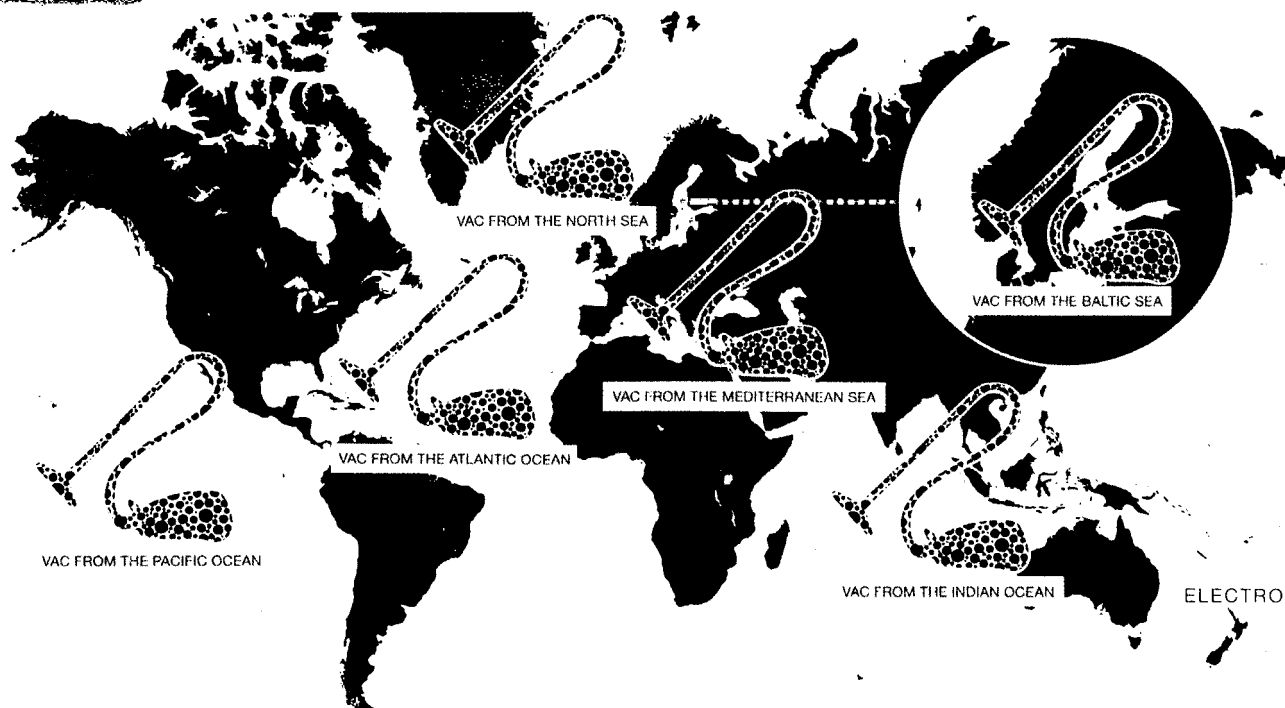 VAC FROM THE NORTH SEA
VAC FROM THE BALTIC SEA
VAC FROM THE MEDITERRANEAN SEA
VAC FROM THE ATLANTIC OCEAN
VAC FROM THE PACIFIC OCEAN
VAC FROM THE INDIAN OCEAN
ELECTRO